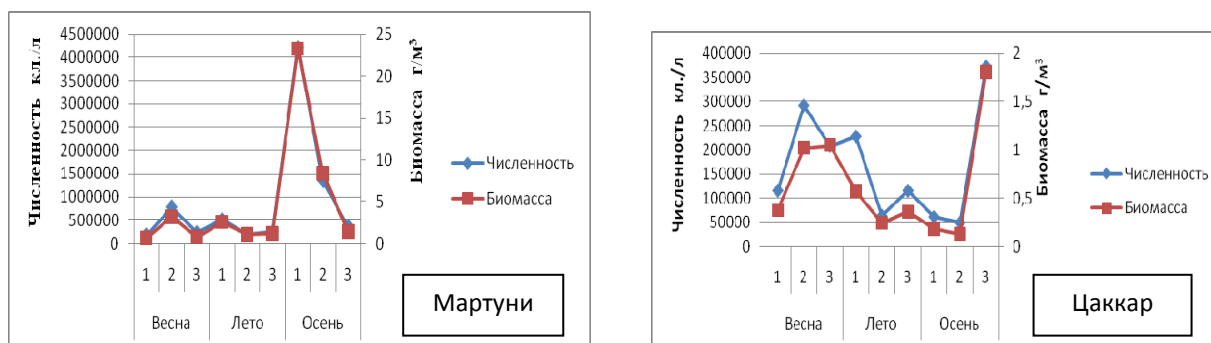 Численность кл./л
4500000
4000000
3500000
3000000
2500000
2000000
1500000
1000000
500000
0
25
20
15
10
5
0
Биомасса г/м³
Численность
Биомасса
1 2 3 1 2 3 1 2 3
Весна Лето Осень
Мартуни
Численность кл./л
400000
350000
300000
250000
200000
150000
100000
50000
0
2
1,5
1
0,5
0
Биомасса г/м³
Численность
Биомасса
1 2 3 1 2 3 1 2 3
Весна Лето Осень
Цаккар